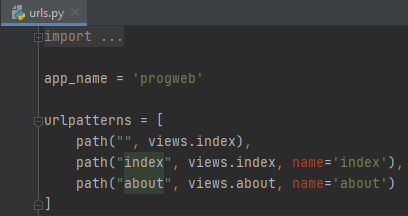 urls.py
import ...
app_name = 'progweb'
urlpatterns = [
    path("", views.index),
    path("index", views.index, name='index'),
    path("about", views.about, name='about')
]